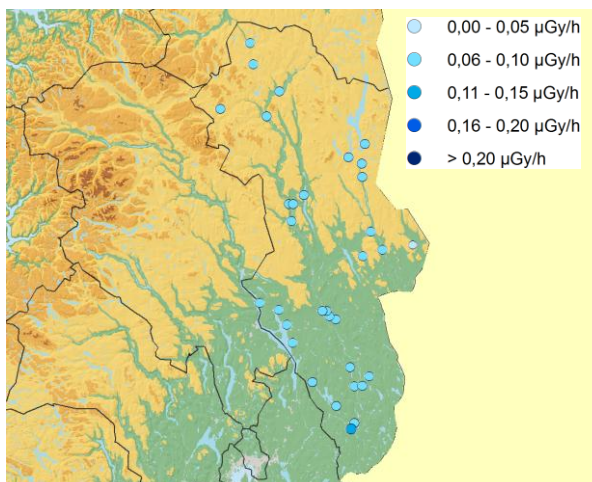 0,00 - 0,05 µGy/h
0,06 - 0,10 µGy/h
0,11 - 0,15 µGy/h
0,16 - 0,20 µGy/h
> 0,20 µGy/h